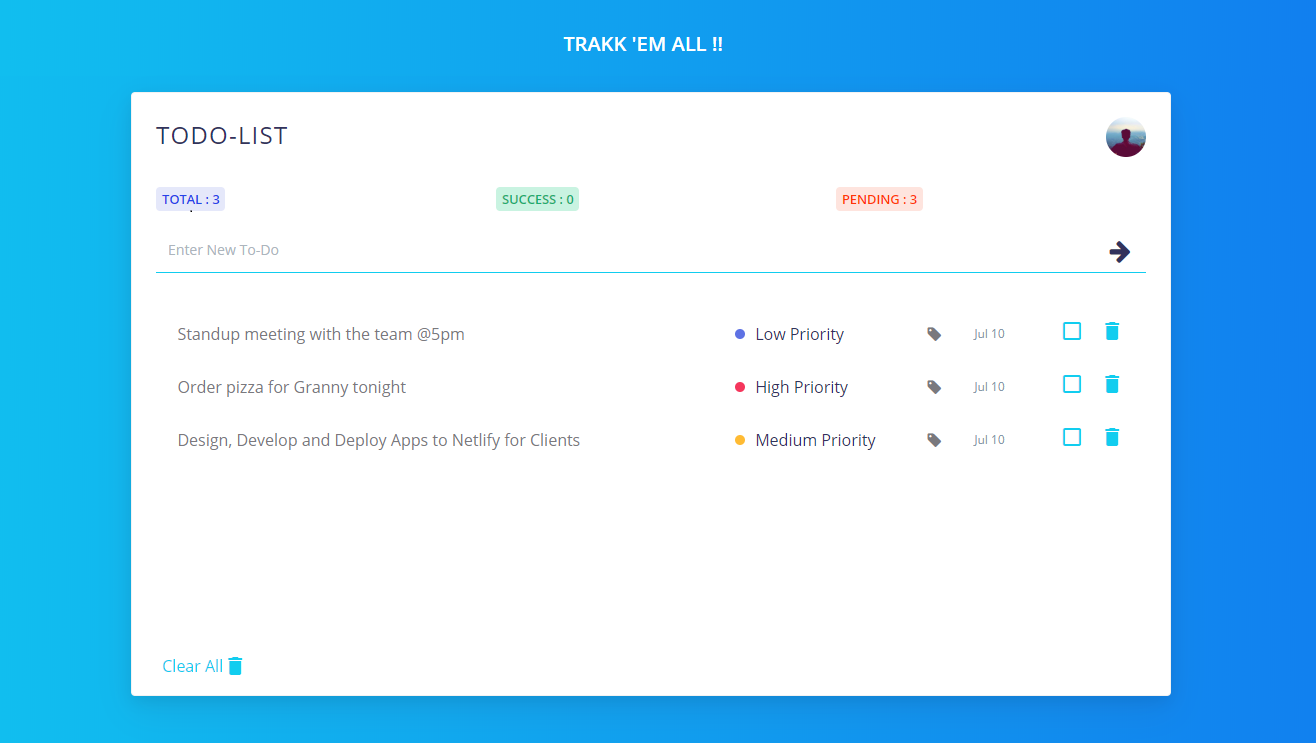 TRAKK 'EM ALL !!
TODO-LIST
TOTAL : 3 SUCCESS : 0 PENDING : 3
Enter New To-Do
Standup meeting with the team @5pm Low Priority Jul 10
Order pizza for Granny tonight High Priority Jul 10
Design, Develop and Deploy Apps to Netlify for Clients Medium Priority Jul 10
Clear All